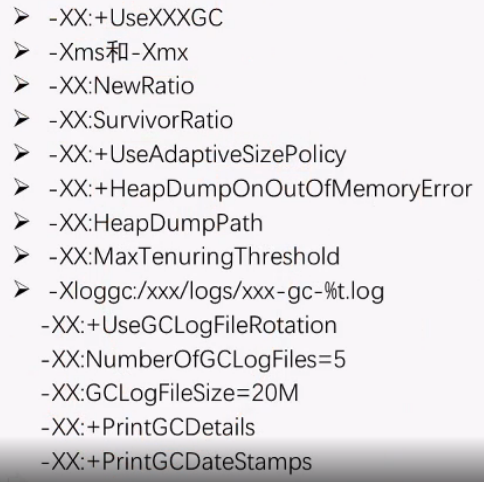 ➢ -XX:+UseXXXGC
➢ -Xms和-Xmx
➢ -XX:NewRatio
➢ -XX:SurvivorRatio
➢ -XX:+UseAdaptiveSizePolicy
➢ -XX:+HeapDumpOnOutOfMemoryError
➢ -XX:HeapDumpPath
➢ -XX:MaxTenuringThreshold
➢ -Xloggc:/xxx/logs/xxx-gc-%t.log
-XX:+UseGCLogFileRotation
-XX:NumberOfGCLogFiles=5
-XX:GCLogFileSize=20M
-XX:+PrintGCDetails
-XX:+PrintGCDateStamps